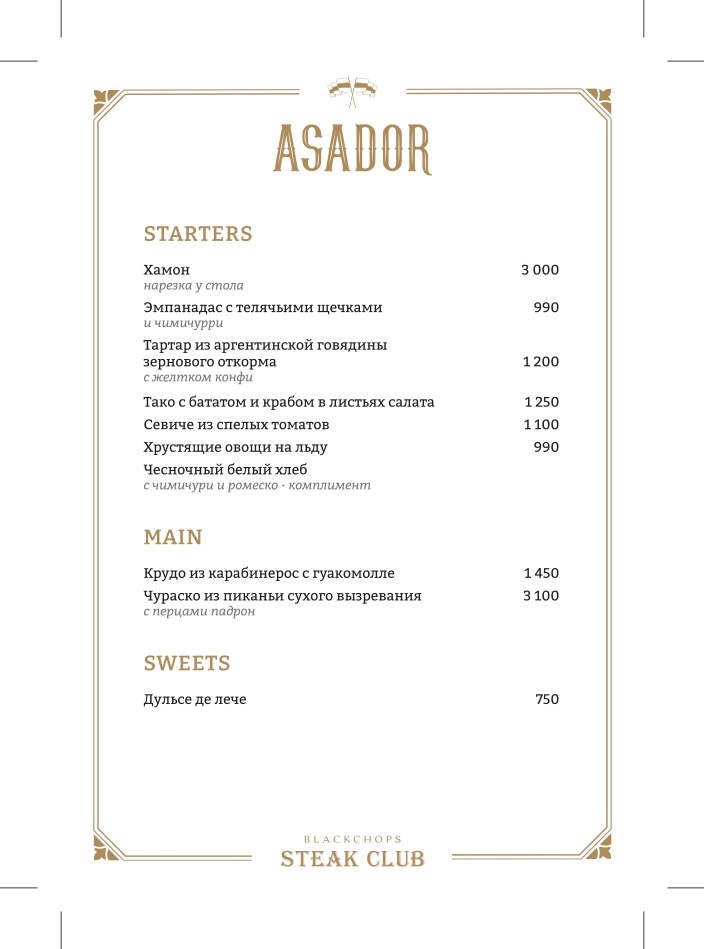 ASADOR
STARTERS
Хамон 3 000
нарезка у стола
Эмпанадас с телячьими щечками 990
и чимичурри
Тартар из аргентинской говядины
зернового откорма 1 200
с желтком конфи
Тако с бататом и крабом в листьях салата 1 250
Севиче из спелых томатов 1 100
Хрустящие овощи на льду 990
Чесночный белый хлеб
с чимичури и ромеско · комплимент
MAIN
Крудо из карабинерос с гуакомолле 1 450
Чураско из пиканьи сухого вызревания 3 100
с перцами падрон
SWEETS
Дульсе де лече 750
BLACKCHOPS
STEAK CLUB